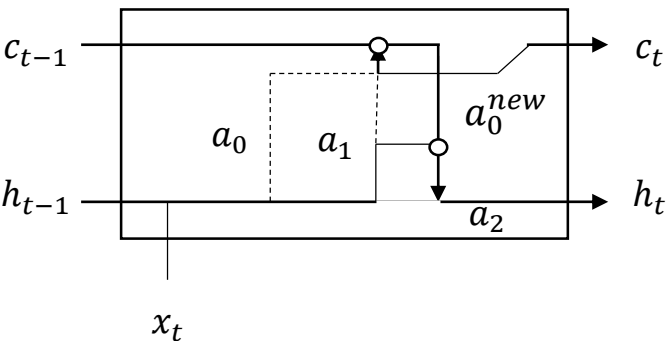 c_{t-1} c_t
a_0^{new}
a_0 a_1
h_{t-1} h_t
a_2
x_t